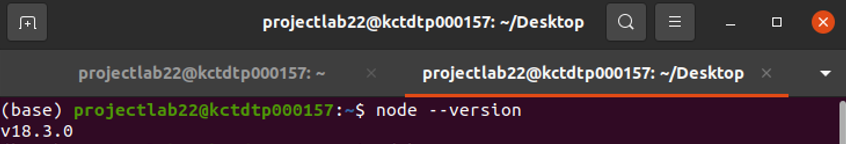 projectlab22@kctdtp000157: ~/Desktop
projectlab22@kctdtp000157: ~
projectlab22@kctdtp000157: ~/Desktop
(base) projectlab22@kctdtp000157:~$ node --version
v18.3.0